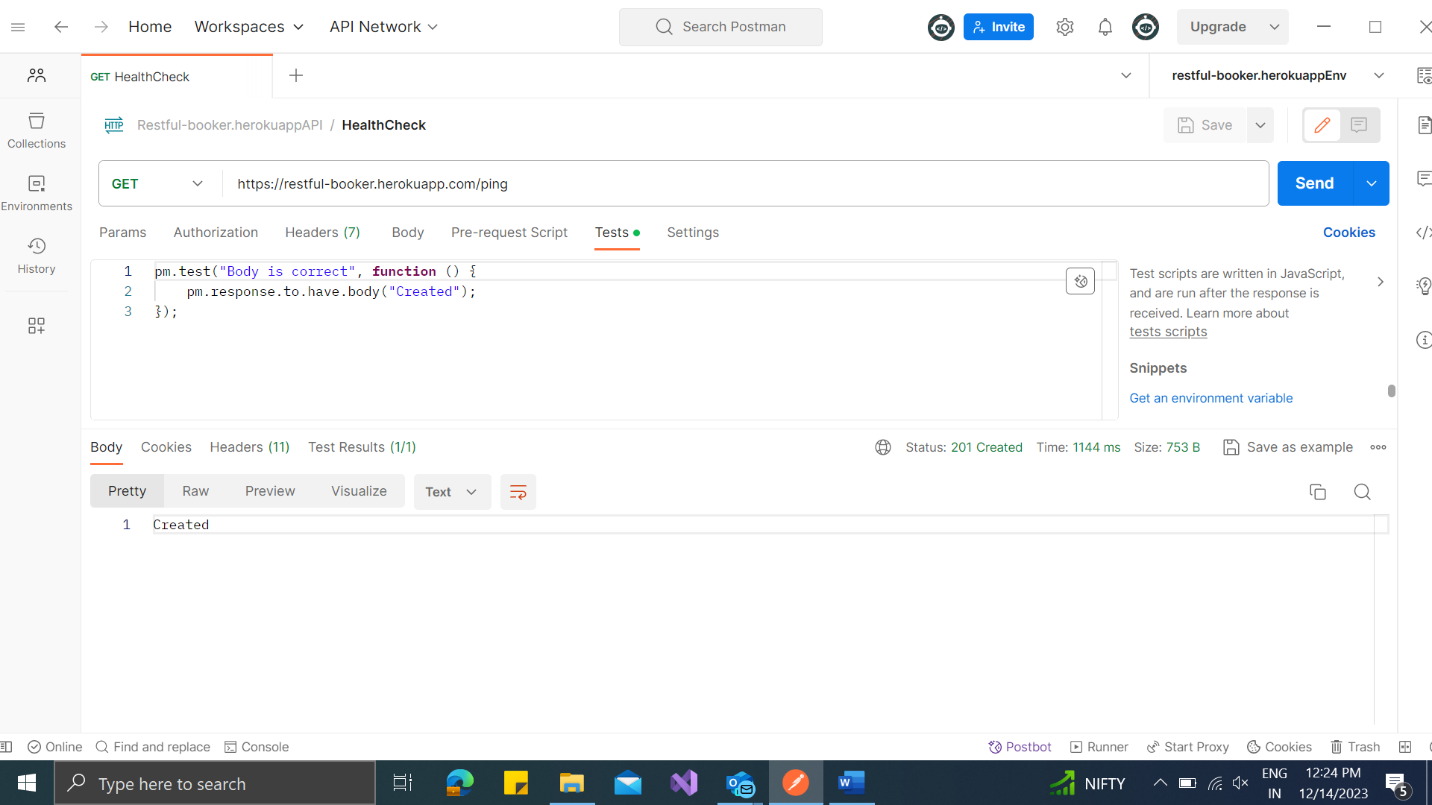 Home Workspaces API Network Search Postman Invite Upgrade
GET HealthCheck restful-booker.herokuappEnv
HTTP Restful-booker.herokuappAPI / HealthCheck Save
Collections
GET https://restful-booker.herokuapp.com/ping Send
Environments
Params Authorization Headers (7) Body Pre-request Script Tests Settings Cookies
History
1 pm.test("Body is correct", function () {
2 pm.response.to.have.body("Created");
3 });
Test scripts are written in JavaScript,
and are run after the response is
received. Learn more about
tests scripts
Snippets
Get an environment variable
Body Cookies Headers (11) Test Results (1/1) Status: 201 Created Time: 1144 ms Size: 753 B Save as example
Pretty Raw Preview Visualize Text
1 Created
Online Find and replace Console Postbot Runner Start Proxy Cookies Trash
Type here to search NIFTY
ENG
IN
12:24 PM
12/14/2023
5